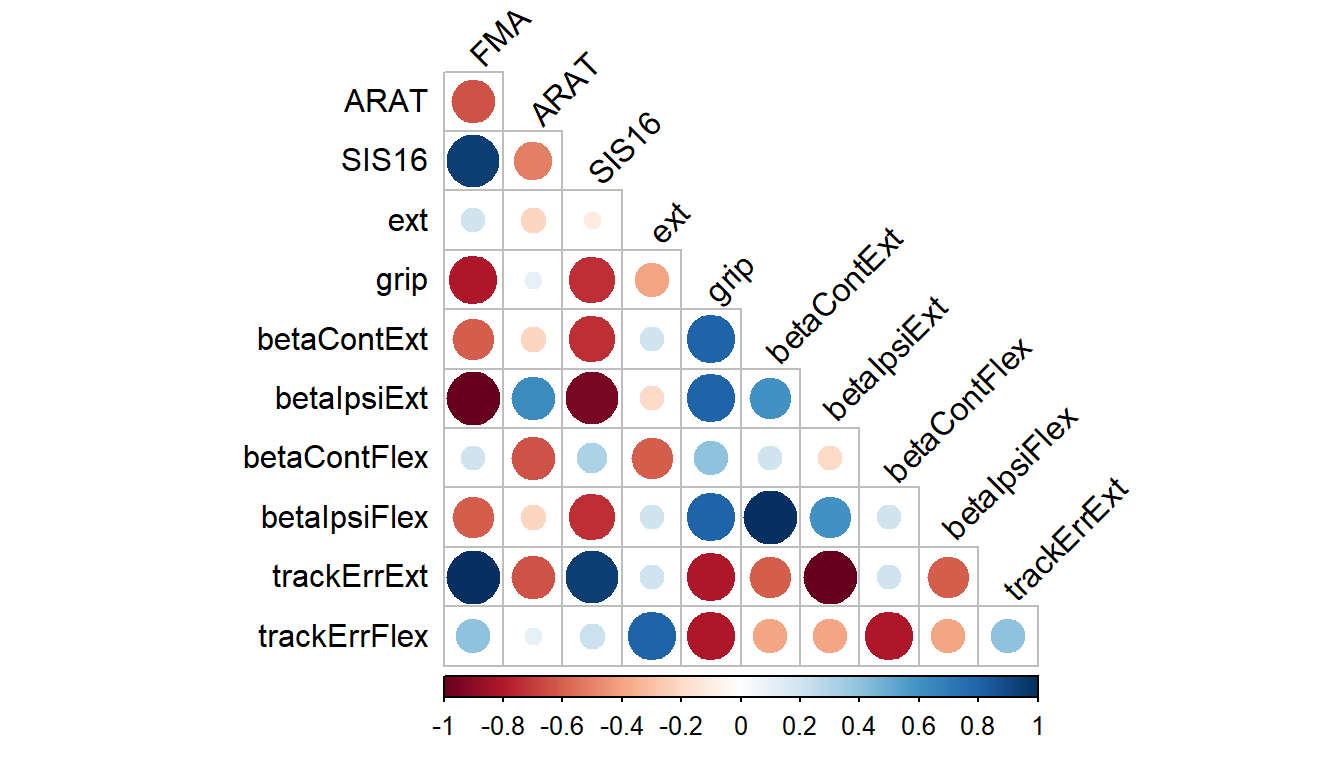 FMA
ARAT
ARAT
SIS16
SIS16
ext
ext
grip
grip
betaContExt
betaContExt
betaIpsiExt
betaIpsiExt
betaContFlex
betaContFlex
betaIpsiFlex
betaIpsiFlex
trackErrExt
trackErrExt
trackErrFlex
-1 -0.8 -0.6 -0.4 -0.2 0 0.2 0.4 0.6 0.8 1